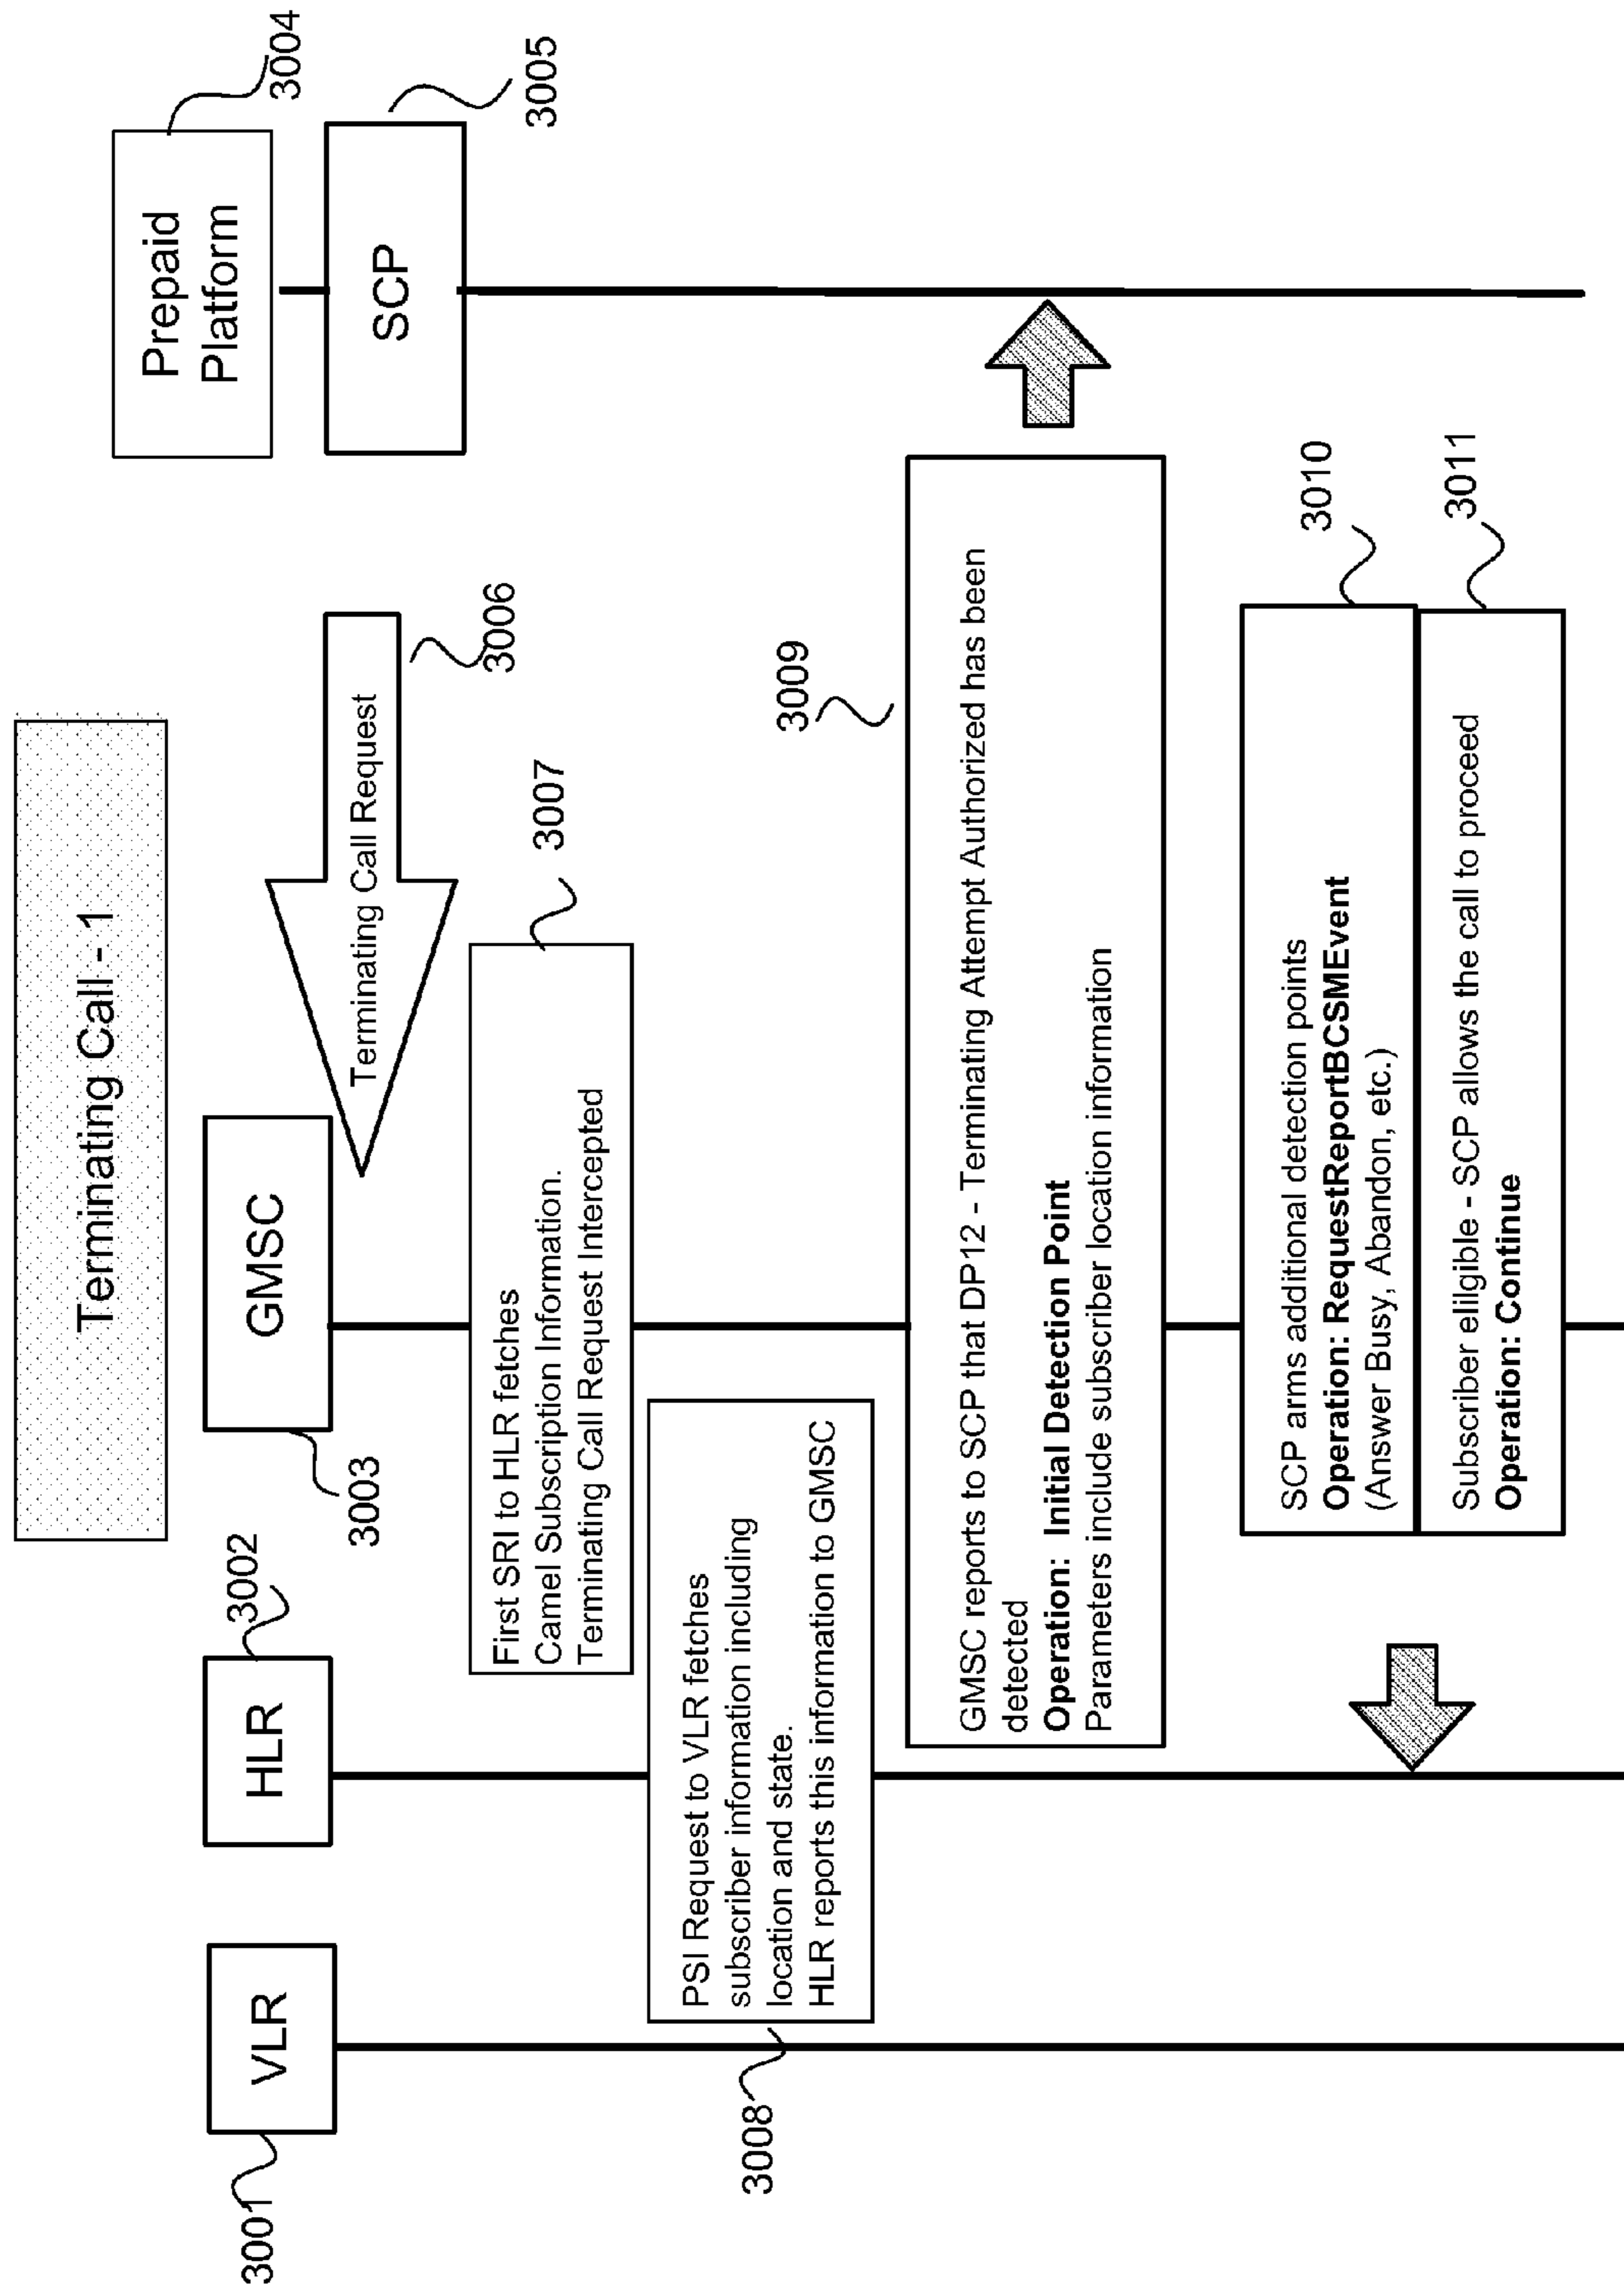 Terminating Call - 1
3001
VLR
3002
HLR
3003
GMSC
Terminating Call Request
3006
Prepaid
Platform
3004
SCP
3005
First SRI to HLR fetches
Camel Subscription Information.
Terminating Call Request Intercepted
3007
3008
PSI Request to VLR fetches
subscriber information including
location and state.
HLR reports this information to GMSC
3009
GMSC reports to SCP that DP12 - Terminating Attempt Authorized has been
detected
Operation: Initial Detection Point
Parameters include subscriber location information
SCP arms additional detection points
Operation: RequestReportBCSMEvent
(Answer Busy, Abandon, etc.)
3010
Subscriber eliigible - SCP allows the call to proceed
Operation: Continue
3011